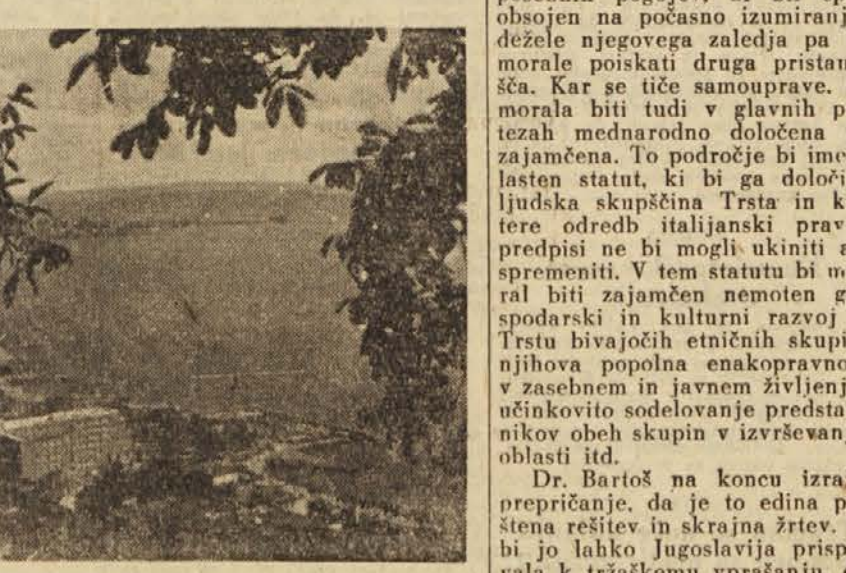 obsojen na počasno izumiranj
dežele njegovega zaledja pa
morale poiskati druga pristan
šča. Kar se tiče samouprave.
morala biti tudi v glavnih p
tezah mednarodno določena
zajamčena. To področje bi ime
lasten statut, ki bi ga določi
ljudska skupščina Trsta in k
tere odredb italijanski prav
predpisi ne bi mogli ukiniti a
spremeniti. V tem statutu bi m
ral biti zajamčen nemoten g
spodarski in kulturni razvoj
Trstu bivajočih etničnih skupi
njihova popolna enakopravno
v zasebnem in javnem življenj
učinkovito sodelovanje predsta
nikov obeh skupin v izvrševan
oblasti itd.
Dr. Bartoš na koncu izra
prepričanje, da je to edina p
štena rešitev in skrajna žrtev.
bi jo lahko Jugoslavija prisp
vala k tržaškemu vprašanju